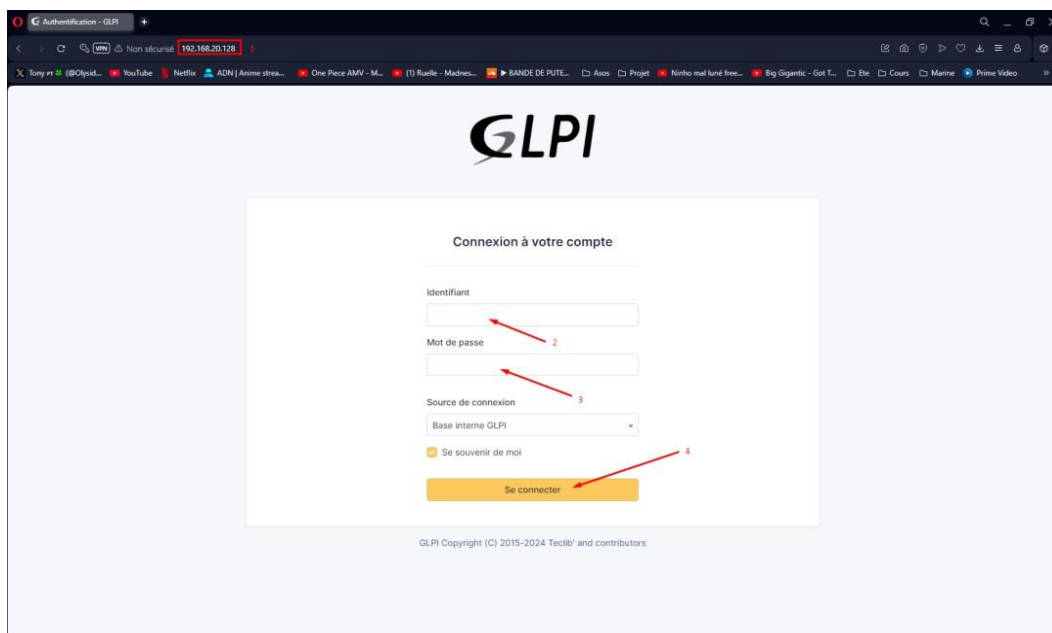 Authentification - GLPI
VPN Non sécurisé 192.168.20.128 1
YouTube Netflix ADN | Anime strea... One Piece AMV - M... (1) Ruelle - Madnes... ▶ BANDE DE PUTE... Asos Projet Ninho mal luné free... Big Gigantic - Got T... Ete Cours Marine Prime Video »
GLPI
Connexion à votre compte
Identifiant
2
Mot de passe
3
Source de connexion
Base interne GLPI
Se souvenir de moi
4
Se connecter
GLPI Copyright (C) 2015-2024 Teclib' and contributors